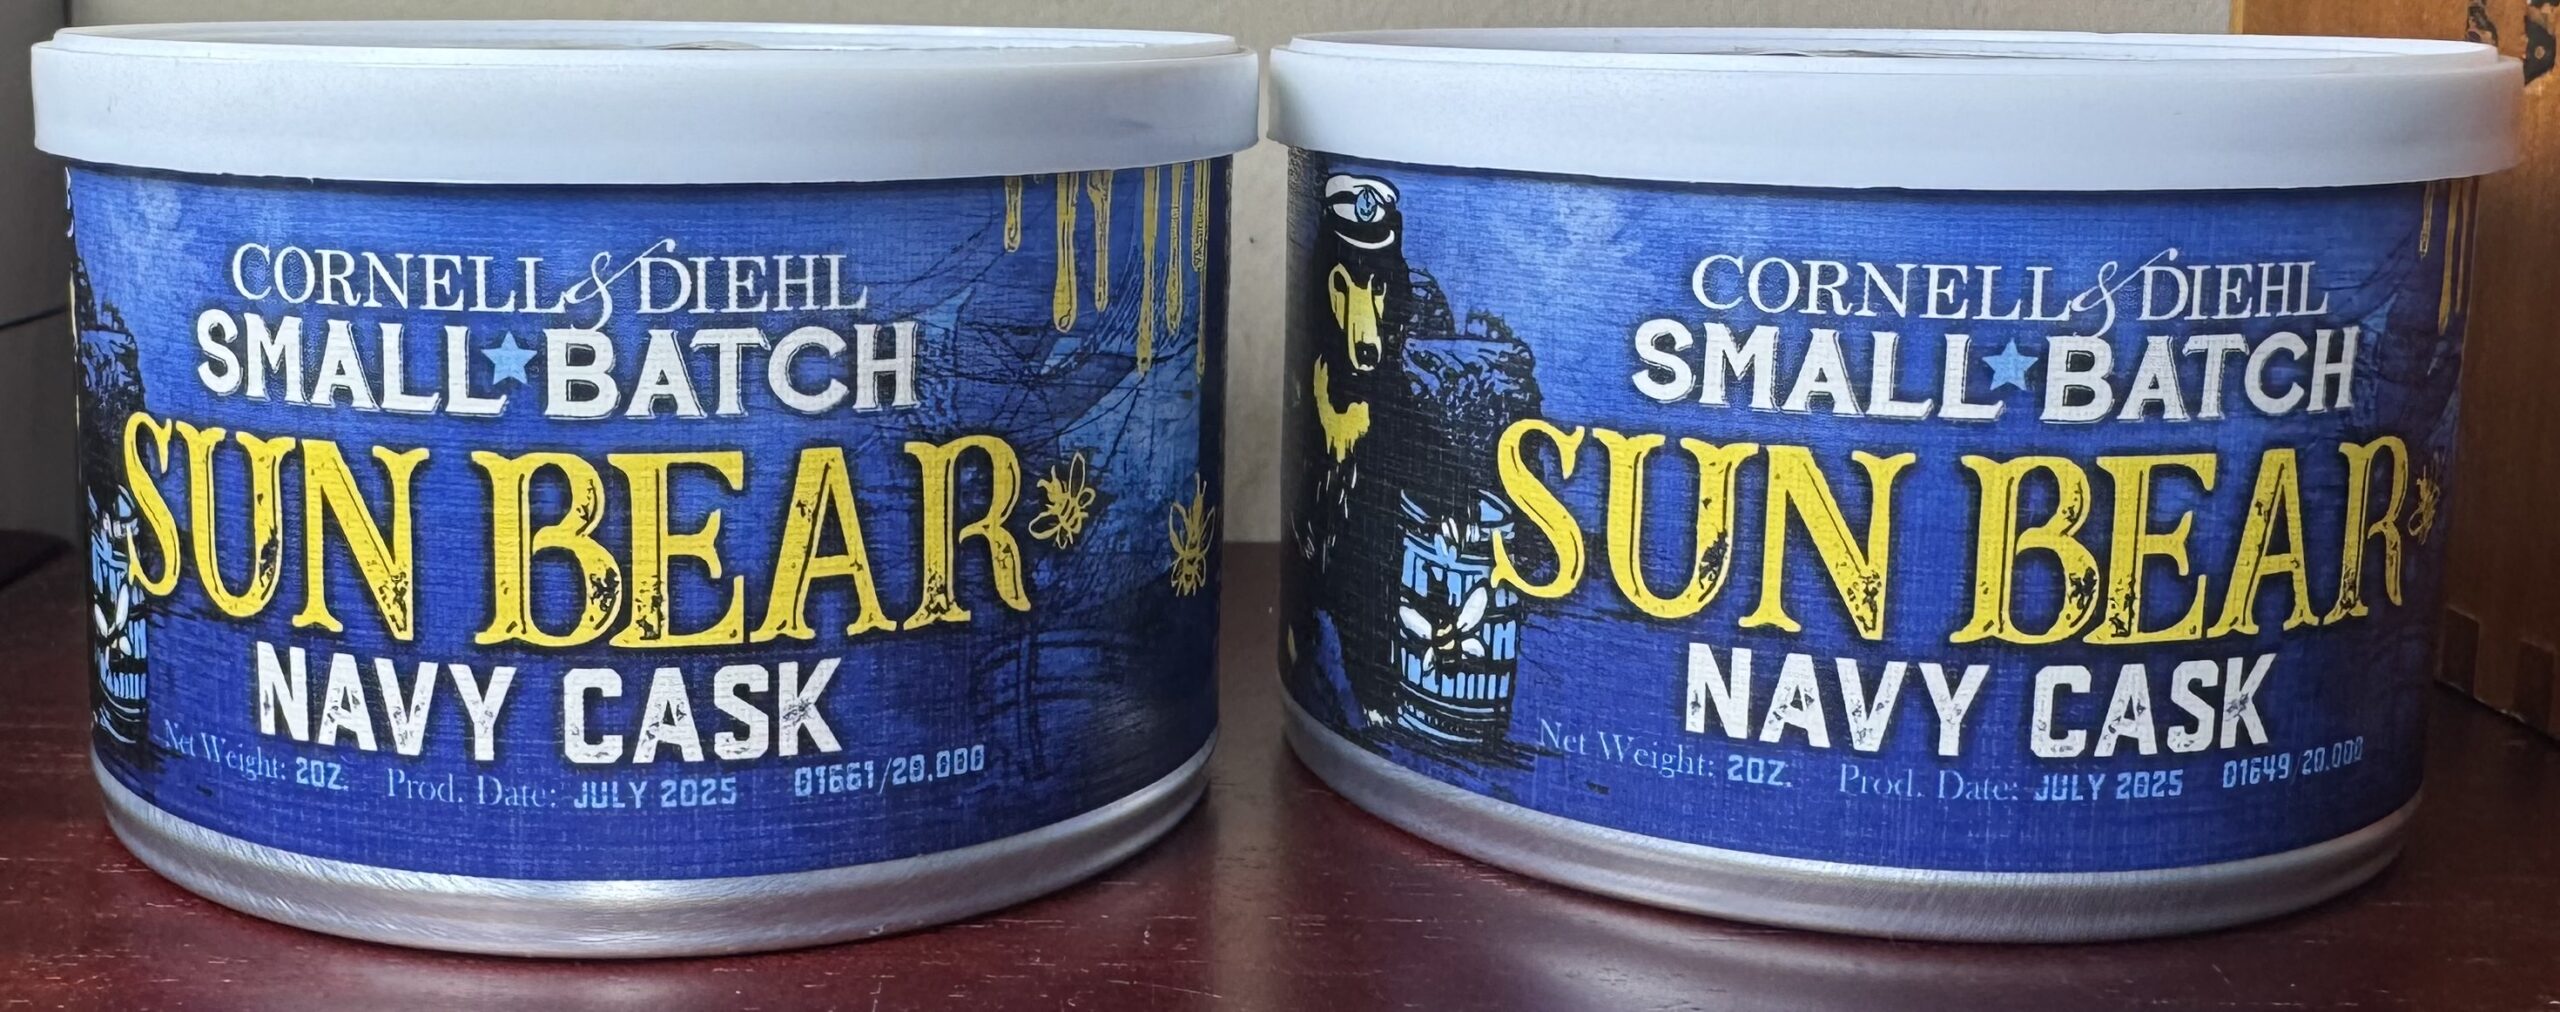 CORNELL & DIEHL
SMALL★BATCH
SUN BEAR
NAVY CASK
Net Weight: 2OZ. Prod. Date: JULY 2025 01661/20,000
CORNELL & DIEHL
SMALL★BATCH
SUN BEAR
NAVY CASK
Net Weight: 2OZ. Prod. Date: JULY 2025 01649/20,000